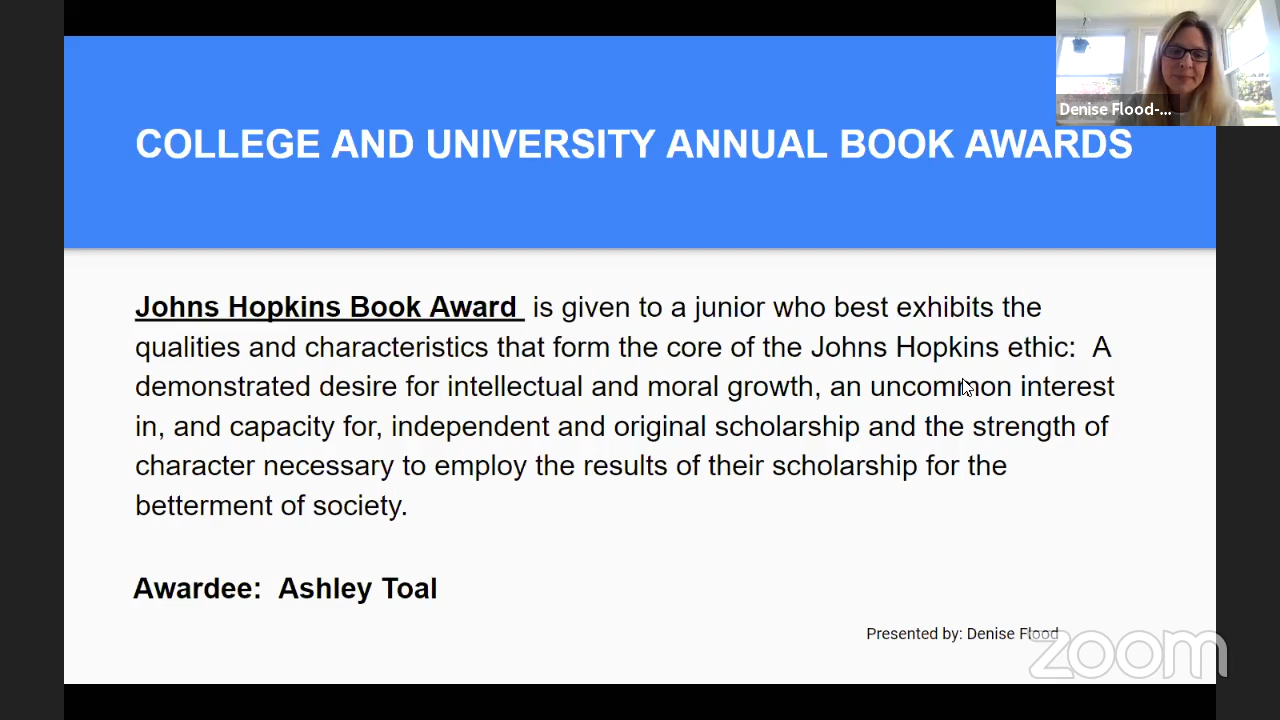 Denise Flood-...
COLLEGE AND UNIVERSITY ANNUAL BOOK AWARDS
Johns Hopkins Book Award is given to a junior who best exhibits the
qualities and characteristics that form the core of the Johns Hopkins ethic: A
demonstrated desire for intellectual and moral growth, an uncommon interest
in, and capacity for, independent and original scholarship and the strength of
character necessary to employ the results of their scholarship for the
betterment of society.
Awardee: Ashley Toal
Presented by: Denise Flood
zoom